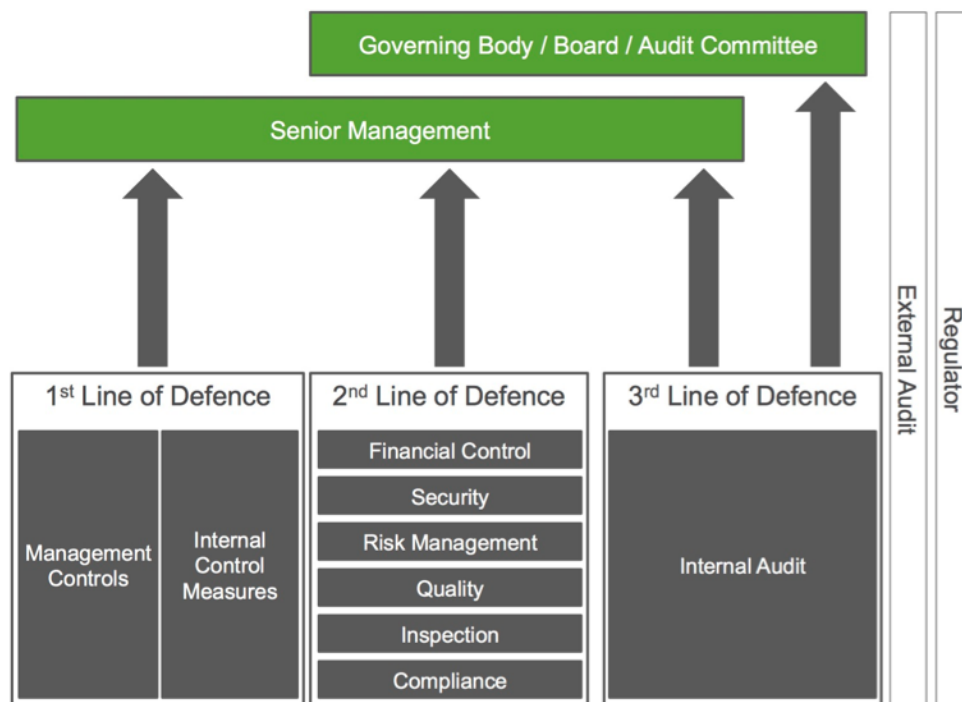 Governing Body / Board / Audit Committee
Senior Management
1st Line of Defence
Management
Controls
Internal
Control
Measures
2nd Line of Defence
Financial Control
Security
Risk Management
Quality
Inspection
Compliance
3rd Line of Defence
Internal Audit
External Audit
Regulator